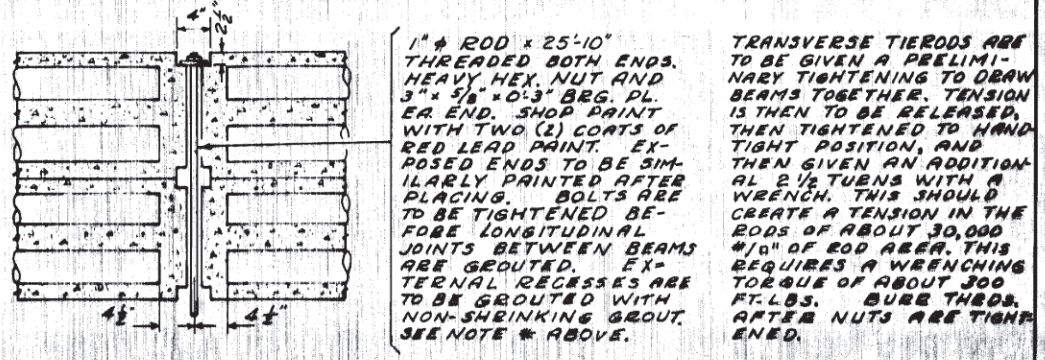 4"
2½"
1" ϕ ROD × 25'-10"
THREADED BOTH ENDS.
HEAVY HEX. NUT AND
3" × 5/8" × 0'-3" BRG. PL.
EA. END. SHOP PAINT
WITH TWO (2) COATS OF
RED LEAD PAINT. EX-
POSED ENDS TO BE SIM-
ILARLY PAINTED AFTER
PLACING. BOLTS ARE
TO BE TIGHTENED BE-
FORE LONGITUDINAL
JOINTS BETWEEN BEAMS
ARE GROUTED. EX-
TERNAL RECESSES ARE
TO BE GROUTED WITH
NON-SHRINKING GROUT.
SEE NOTE * ABOVE.
TRANSVERSE TIERODS ARE
TO BE GIVEN A PRELIMI-
NARY TIGHTENING TO DRAW
BEAMS TOGETHER. TENSION
IS THEN TO BE RELEASED,
THEN TIGHTENED TO HAND-
TIGHT POSITION, AND
THEN GIVEN AN ADDITION-
AL 2½ TURNS WITH A
WRENCH. THIS SHOULD
CREATE A TENSION IN THE
RODS OF ABOUT 30,000
#/□" OF ROD AREA. THIS
REQUIRES A WRENCHING
TORQUE OF ABOUT 300
FT. LBS. BURR THRDS.
AFTER NUTS ARE TIGHT-
ENED.
4½" 4½"